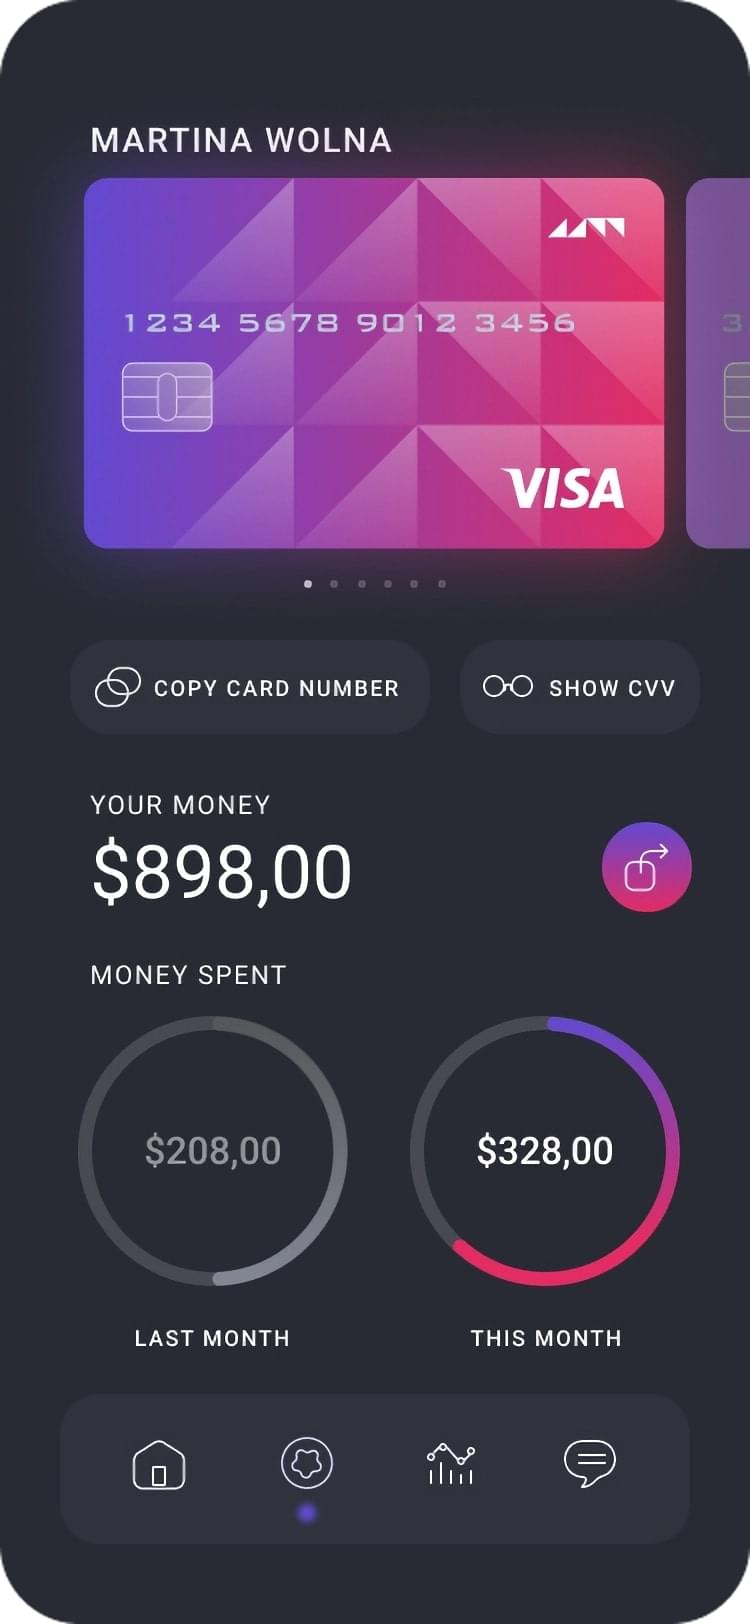 MARTINA WOLNA
1234 5678 9012 3456
3
VISA
COPY CARD NUMBER
SHOW CVV
YOUR MONEY
$898,00
MONEY SPENT
$208,00
$328,00
LAST MONTH
THIS MONTH